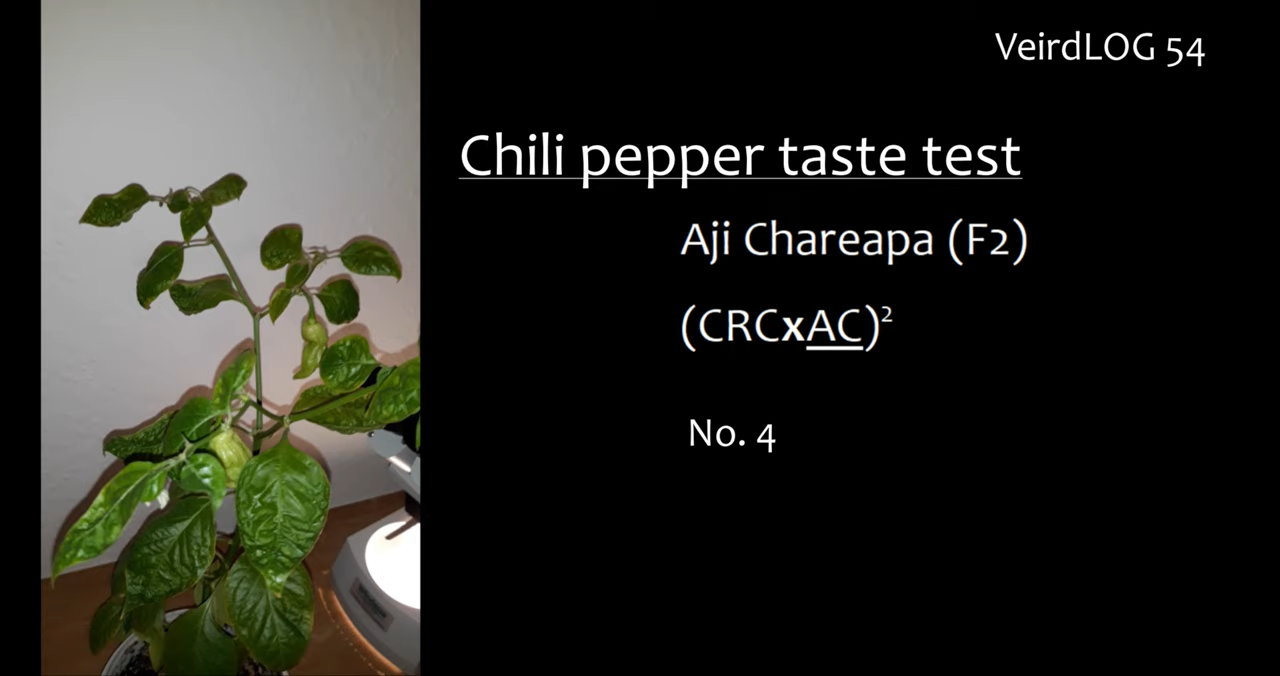 VeirdLOG 54
Chili pepper taste test
Aji Chareapa (F2)
(CRCxAC)²
No. 4